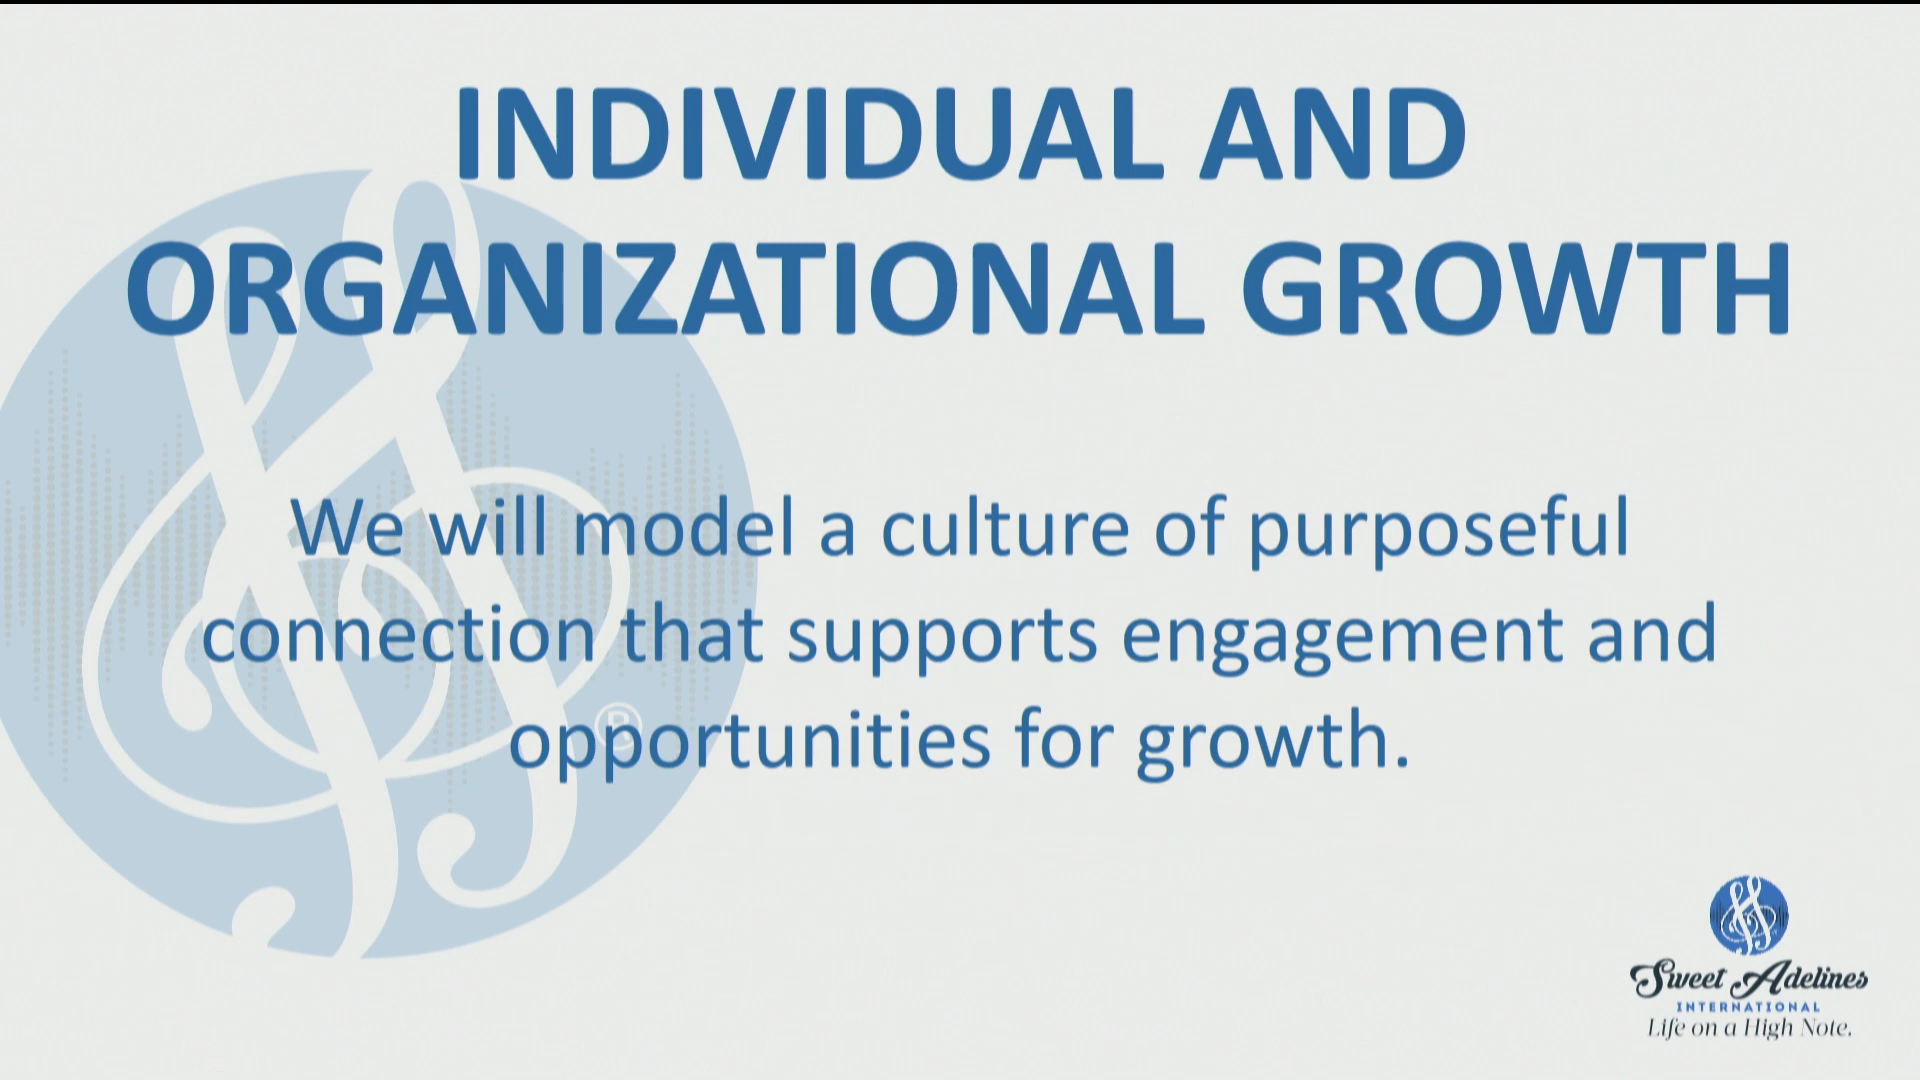 INDIVIDUAL AND
ORGANIZATIONAL GROWTH
We will model a culture of purposeful
connection that supports engagement and
opportunities for growth.
®
Sweet Adelines
INTERNATIONAL
Life on a High Note.